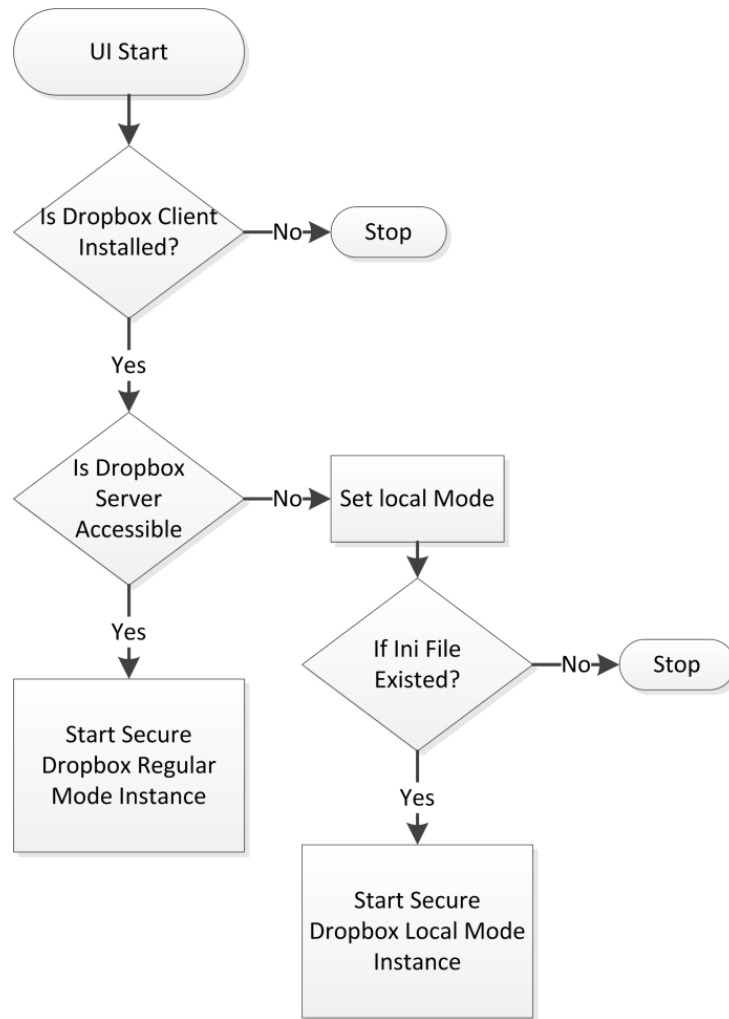 UI Start
Is Dropbox Client
Installed?
No
Stop
Yes
Is Dropbox
Server
Accessible
No
Set local Mode
Yes
If Ini File
Existed?
No
Stop
Start Secure
Dropbox Regular
Mode Instance
Yes
Start Secure
Dropbox Local Mode
Instance